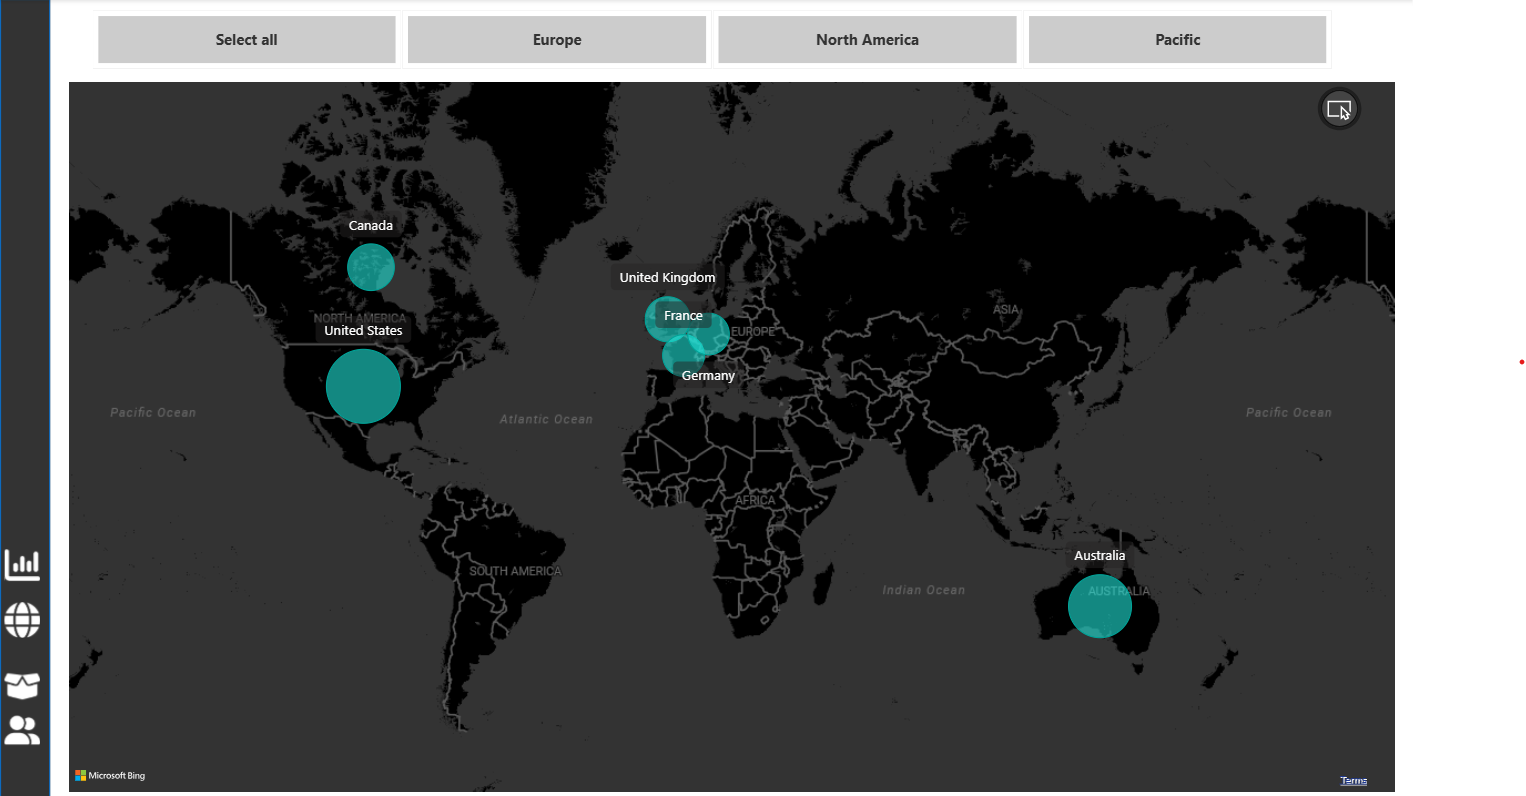 Select all
Europe
North America
Pacific
Canada
United Kingdom
ASIA
NORTH AMERICA
France
United States
EUROPE
Germany
Pacific Ocean
Atlantic Ocean
Pacific Ocean
AFRICA
Australia
SOUTH AMERICA
Indian Ocean
AUSTRALIA
Microsoft Bing
Terms